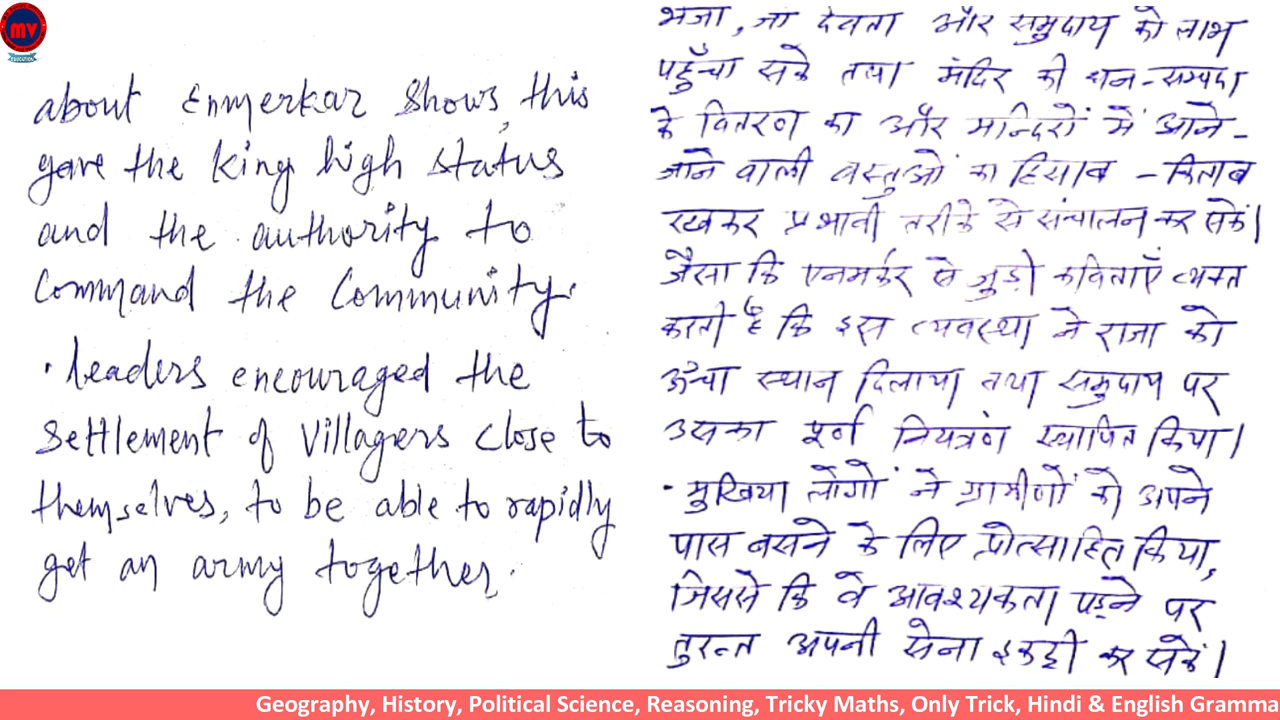 MV
EDUCATION
about Enmerkar shows, this
gave the king high status
and the authority to
Command the Community.
• leaders encouraged the
settlement of Villagers close to
themselves, to be able to rapidly
get an army together.
भेजा, जो देवता और समुदाय को लाभ
पहुँचा सके तथा मंदिर की धन-सम्पदा
के वितरण का और मन्दिरों में आने-
जाने वाली वस्तुओं का हिसाब - किताब
रखकर प्रभावी तरीके से संचालन कर सकें।
जैसा कि एनमर्कर से जुड़ी कविताएँ व्यक्त
करती हैं कि इस व्यवस्था ने राजा को
ऊँचा स्थान दिलाया तथा समुदाय पर
उसका पूर्ण नियंत्रण स्थापित किया।
• मुखिया लोगों ने ग्रामीणों को अपने
पास बसने के लिए प्रोत्साहित किया,
जिससे कि वे आवश्यकता पड़ने पर
तुरन्त अपनी सेना इकट्ठी कर सकें।
Geography, History, Political Science, Reasoning, Tricky Maths, Only Trick, Hindi & English Gramma